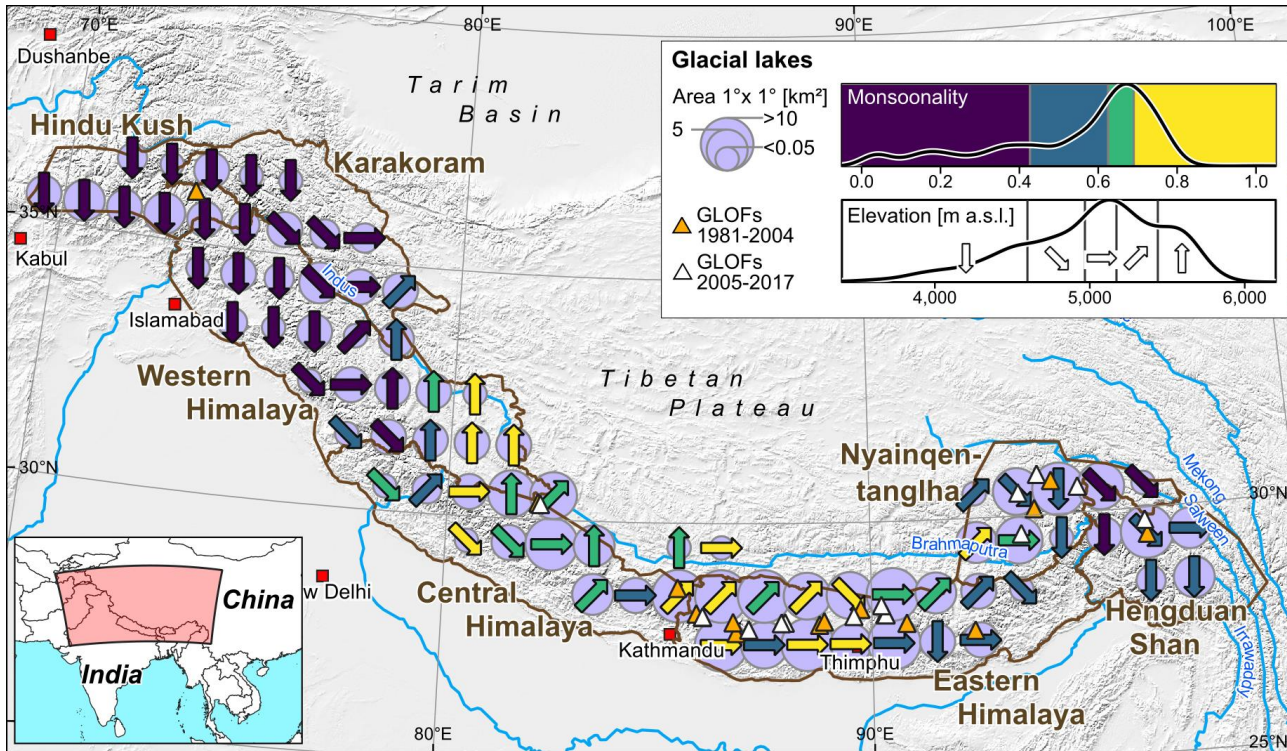 70°E
80°E
90°E
100°E
Dushanbe
Tarim
Basin
Hindu Kush
Karakoram
35°N
Kabul
Indus
Islamabad
Western
Himalaya
Tibetan
Plateau
30°N
Nyainqen-
tanglha
30°N
Mekong
Salween
Brahmaputra
Irrawaddy
Central
Himalaya
Kathmandu
Thimphu
Eastern
Himalaya
Hengduan
Shan
w Delhi
China
India
80°E
90°E
25°N
Glacial lakes
Area 1°x 1° [km²]
>10
5
<0.05
GLOFs
1981-2004
GLOFs
2005-2017
Monsoonality
0.0 0.2 0.4 0.6 0.8 1.0
Elevation [m a.s.l.]
4,000 5,000 6,000